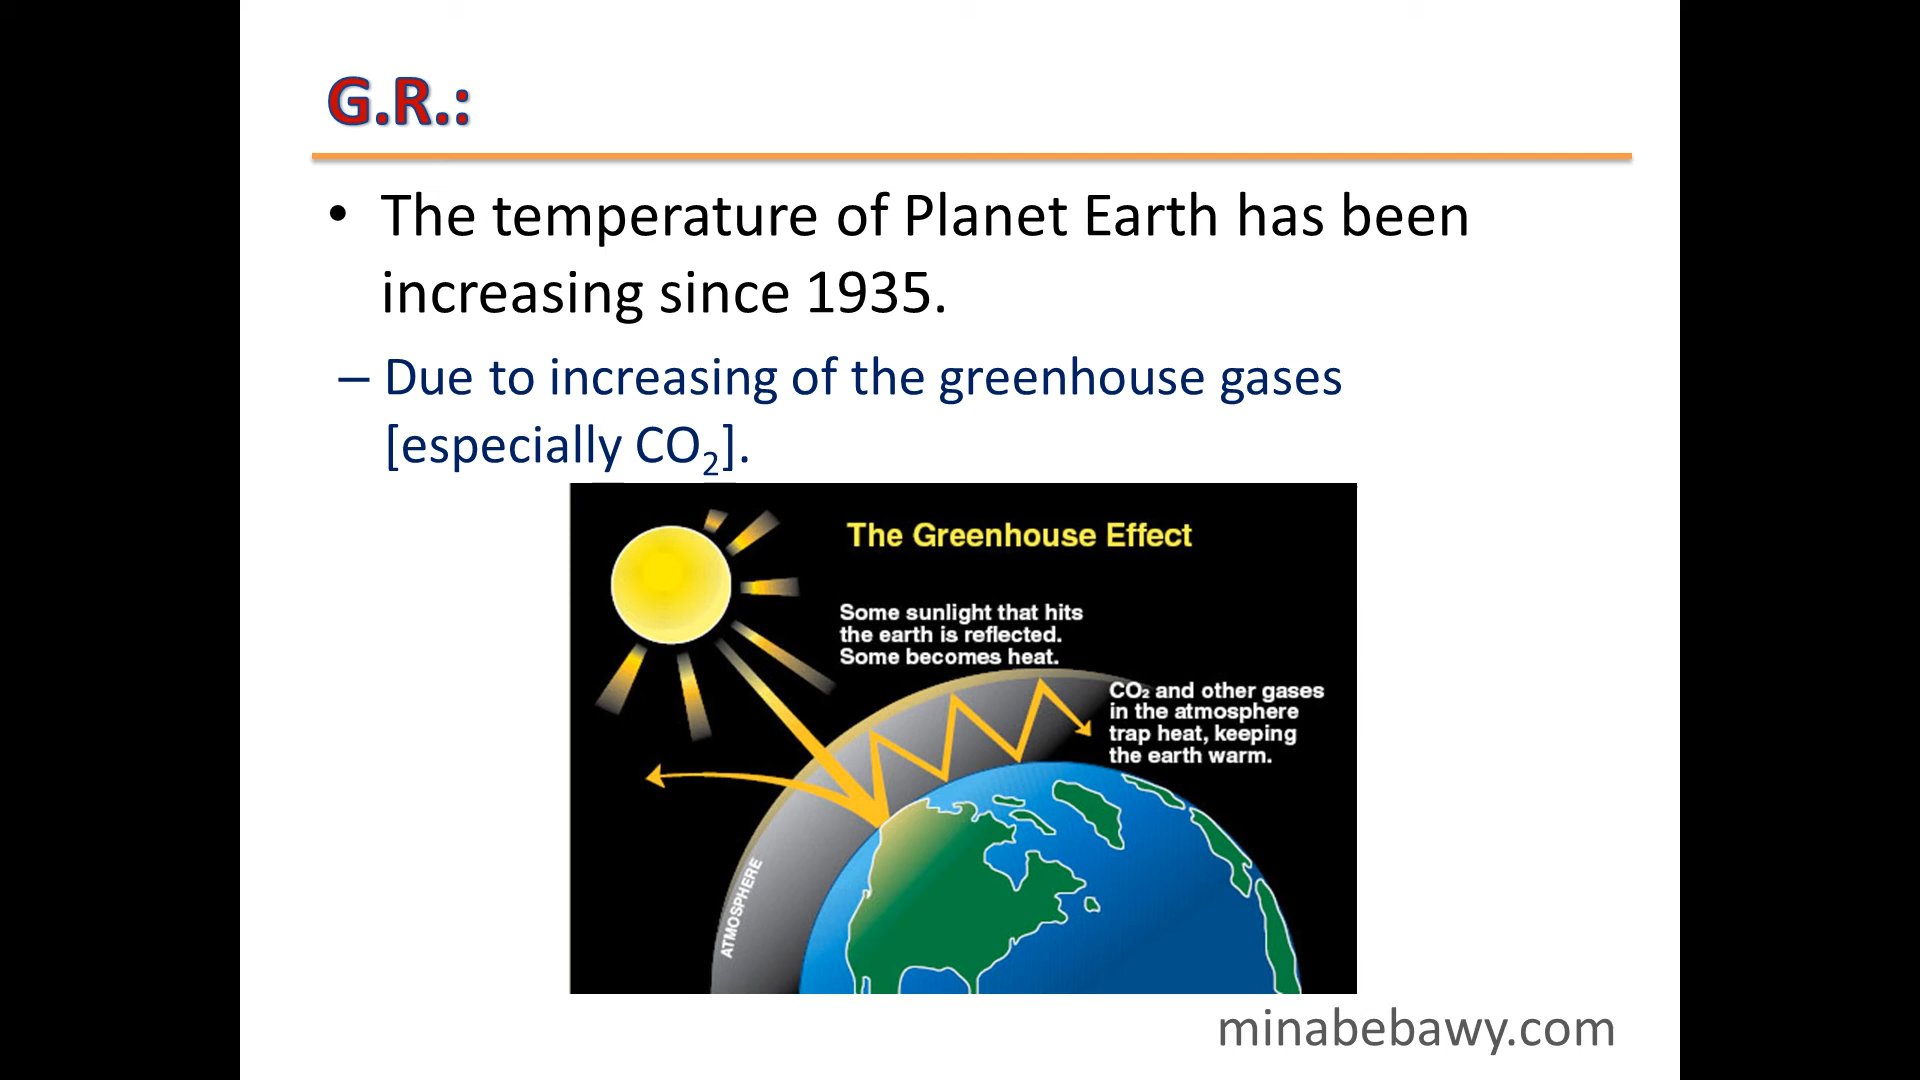 G.R.:
• The temperature of Planet Earth has been
increasing since 1935.
– Due to increasing of the greenhouse gases
[especially CO₂].
The Greenhouse Effect
Some sunlight that hits
the earth is reflected.
Some becomes heat.
CO₂ and other gases
in the atmosphere
trap heat, keeping
the earth warm.
ATMOSPHERE
minabebawy.com